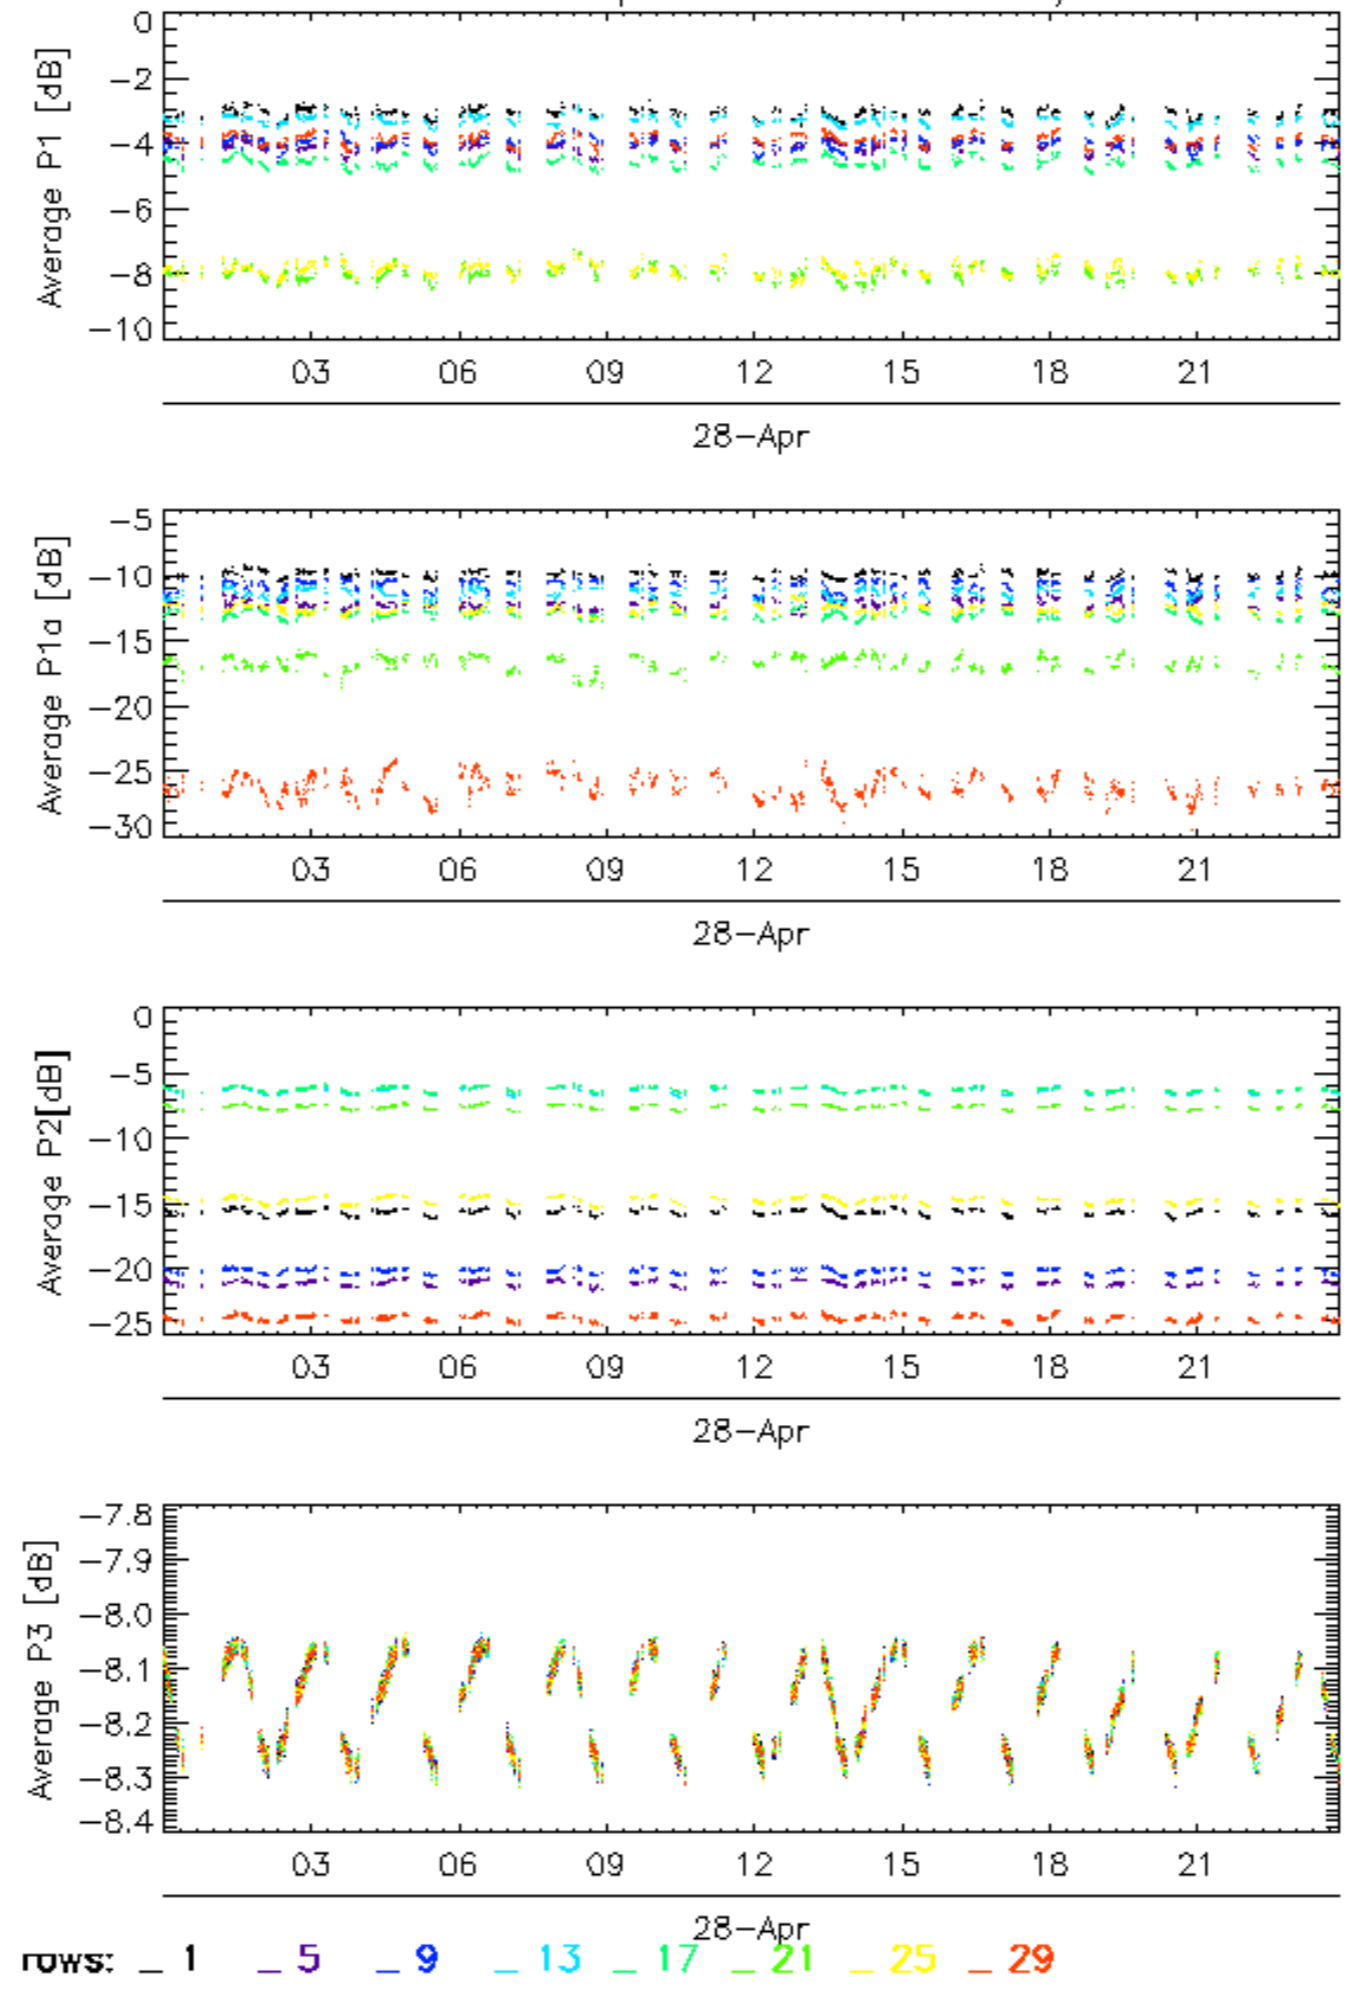 0
−2
−4
−6
−8
−10
Average P1 [dB]
03 06 09 12 15 18 21
28−Apr
−5
−10
−15
−20
−25
−30
Average P1a [dB]
03 06 09 12 15 18 21
28−Apr
0
−5
−10
−15
−20
−25
Average P2[dB]
03 06 09 12 15 18 21
28−Apr
−7.8
−7.9
−8.0
−8.1
−8.2
−8.3
−8.4
Average P3 [dB]
03 06 09 12 15 18 21
28−Apr
rows: _ 1 _ 5 _ 9 _ 13 _ 17 _ 21 _ 25 _ 29